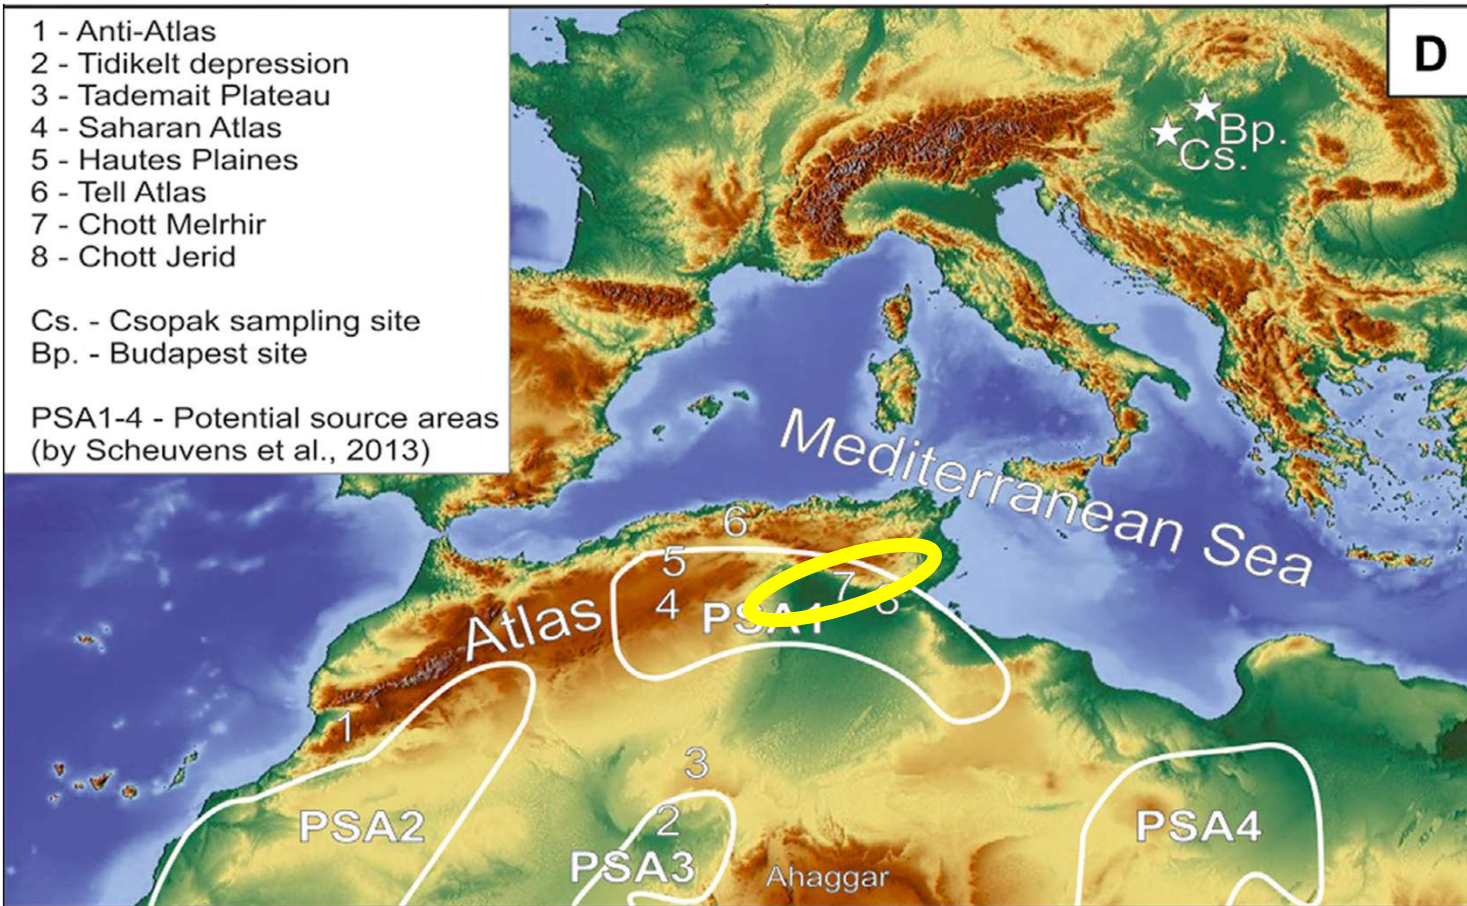 1 - Anti-Atlas
2 - Tidikelt depression
3 - Tademait Plateau
4 - Saharan Atlas
5 - Hautes Plaines
6 - Tell Atlas
7 - Chott Melrhir
8 - Chott Jerid
Cs. - Csopak sampling site
Bp. - Budapest site
PSA1-4 - Potential source areas
(by Scheuvens et al., 2013)
D
Bp.
Cs.
Mediterranean Sea
6
5
7
4
PSA1
8
Atlas
1
3
2
PSA2
PSA3
Ahaggar
PSA4